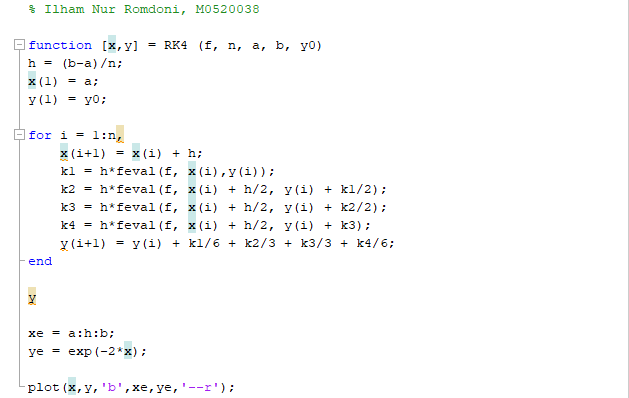 % Ilham Nur Romdoni, M0520038
function [x,y] = RK4 (f, n, a, b, y0)
h = (b-a)/n;
x(1) = a;
y(1) = y0;
for i = 1:n,
x(i+1) = x(i) + h;
k1 = h*feval(f, x(i),y(i));
k2 = h*feval(f, x(i) + h/2, y(i) + k1/2);
k3 = h*feval(f, x(i) + h/2, y(i) + k2/2);
k4 = h*feval(f, x(i) + h/2, y(i) + k3);
y(i+1) = y(i) + k1/6 + k2/3 + k3/3 + k4/6;
end
y
xe = a:h:b;
ye = exp(-2*x);
plot(x,y,'b',xe,ye,'--r');